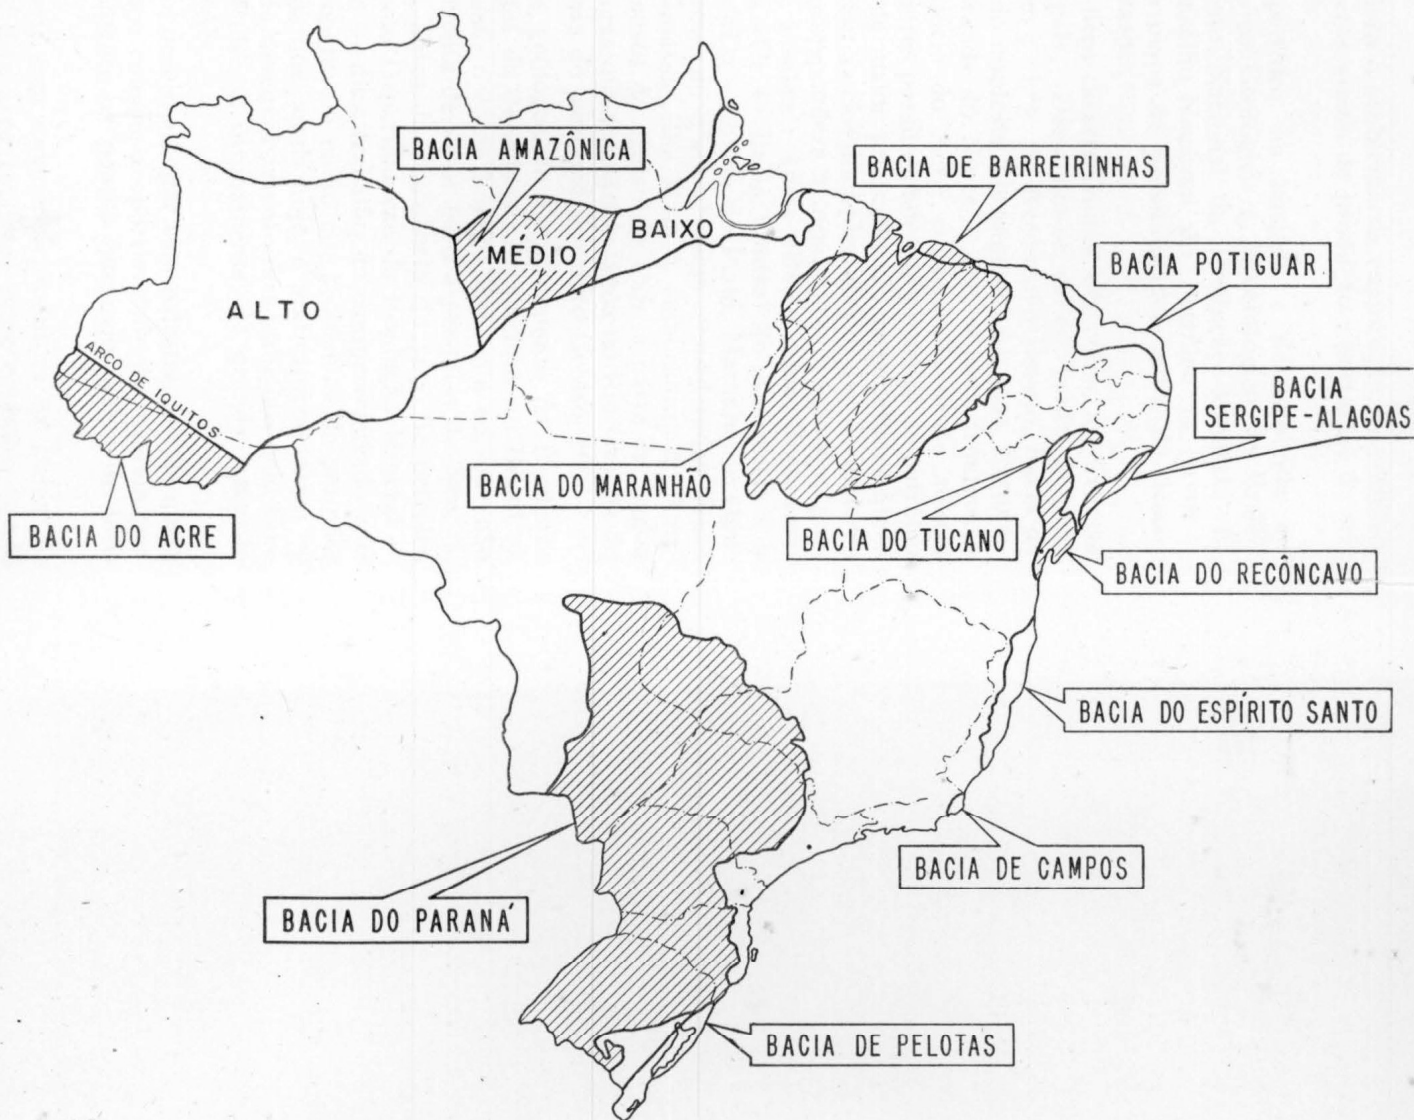 BACIA AMAZÔNICA
BACIA DE BARREIRINHAS
BAIXO
MÉDIO
BACIA POTIGUAR
ALTO
ARCO DE IQUITOS
BACIA
SERGIPE-ALAGOAS
BACIA DO MARANHÃO
BACIA DO ACRE
BACIA DO TUCANO
BACIA DO RECÔNCAVO
BACIA DO ESPÍRITO SANTO
BACIA DE CAMPOS
BACIA DO PARANÁ
BACIA DE PELOTAS